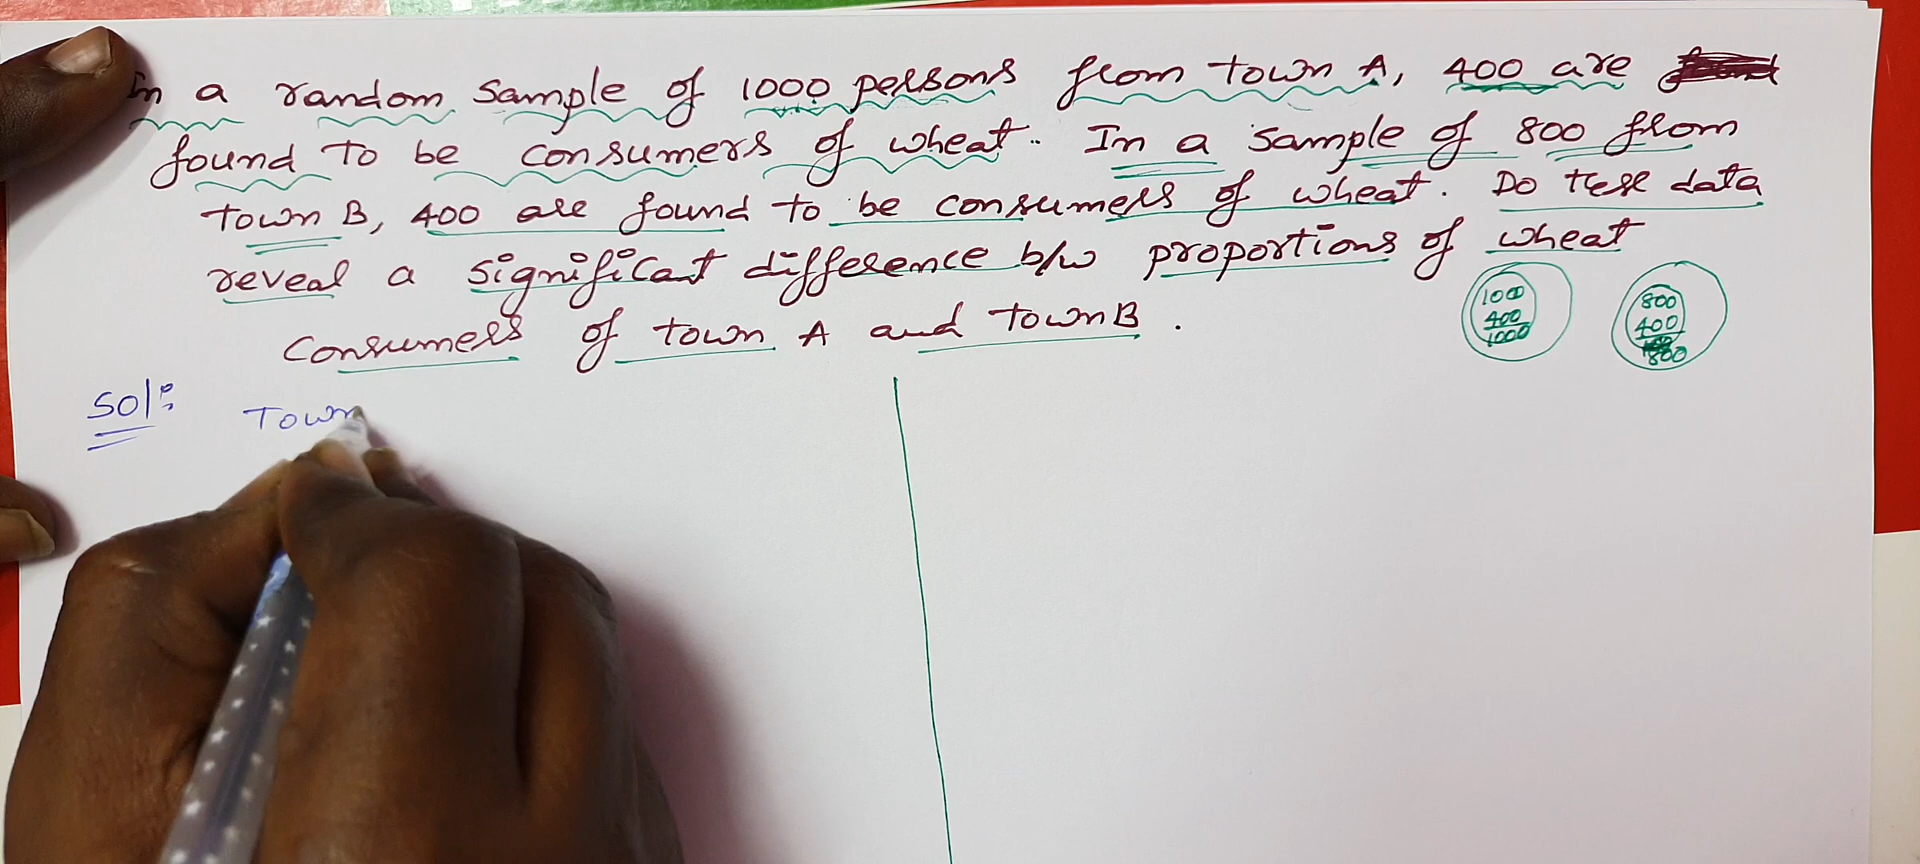 In a random sample of 1000 persons from town A, 400 are
found to be consumers of wheat. In a sample of 800 from
town B, 400 are found to be consumers of wheat. Do these data
reveal a significant difference b/w proportions of wheat
consumers of town A and town B.
1000
400
1000
800
400
800
Sol:
Town